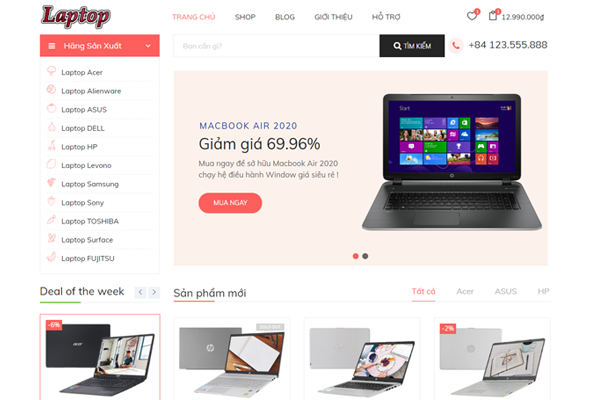 Laptop
TRANG CHỦ SHOP BLOG GIỚI THIỆU HỖ TRỢ
1 1 12.990.000₫
Hãng Sản Xuất
Bạn cần gì?
TÌM KIẾM
+84 123.555.888
Laptop Acer
Laptop Alienware
Laptop ASUS
Laptop DELL
Laptop HP
Laptop Levono
Laptop Samsung
Laptop Sony
Laptop TOSHIBA
Laptop Surface
Laptop FUJITSU
MACBOOK AIR 2020
Giảm giá 69.96%
Mua ngay để sở hữu Macbook Air 2020
chạy hệ điều hành Window giá siêu rẻ !
MUA NGAY
Start
Deal of the week
Sản phẩm mới
Tất cả Acer ASUS HP
-6%
-2%
acer